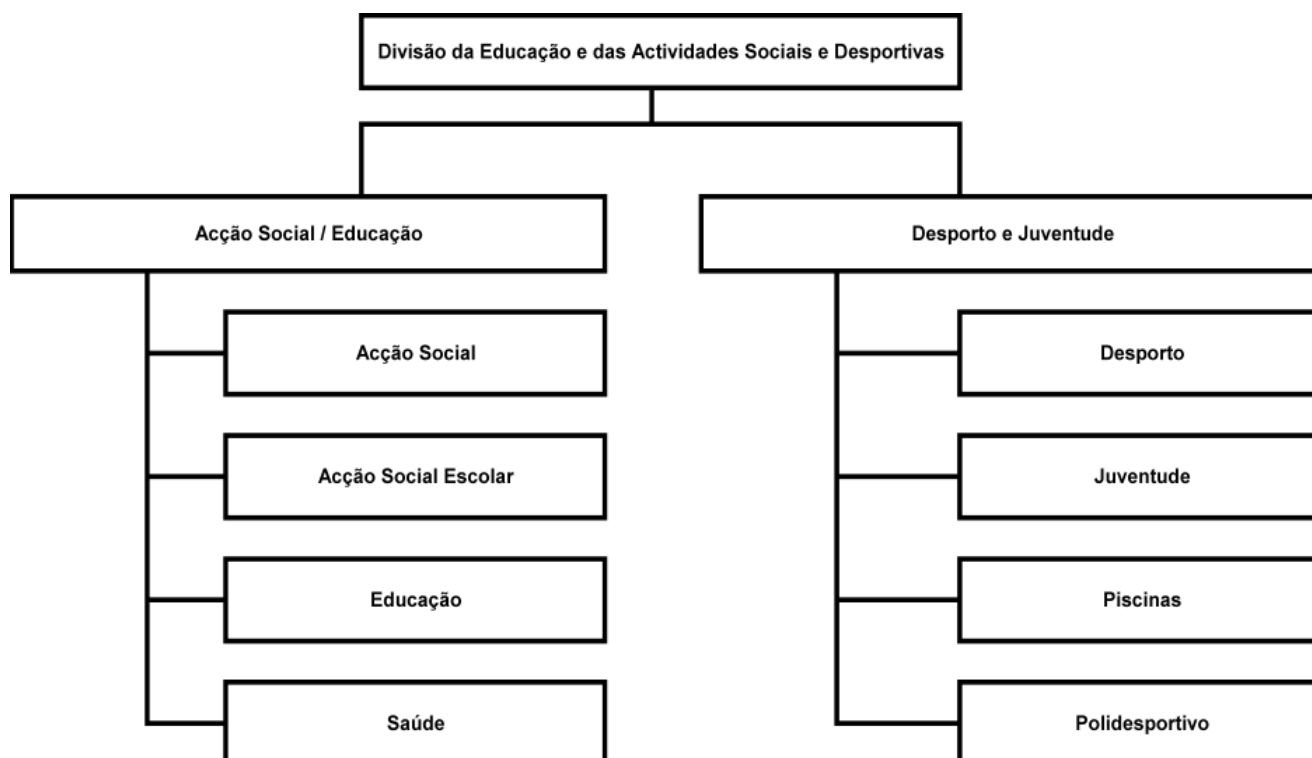 Divisão da Educação e das Actividades Sociais e Desportivas
Acção Social / Educação
Desporto e Juventude
Acção Social
Desporto
Acção Social Escolar
Juventude
Educação
Piscinas
Saúde
Polidesportivo